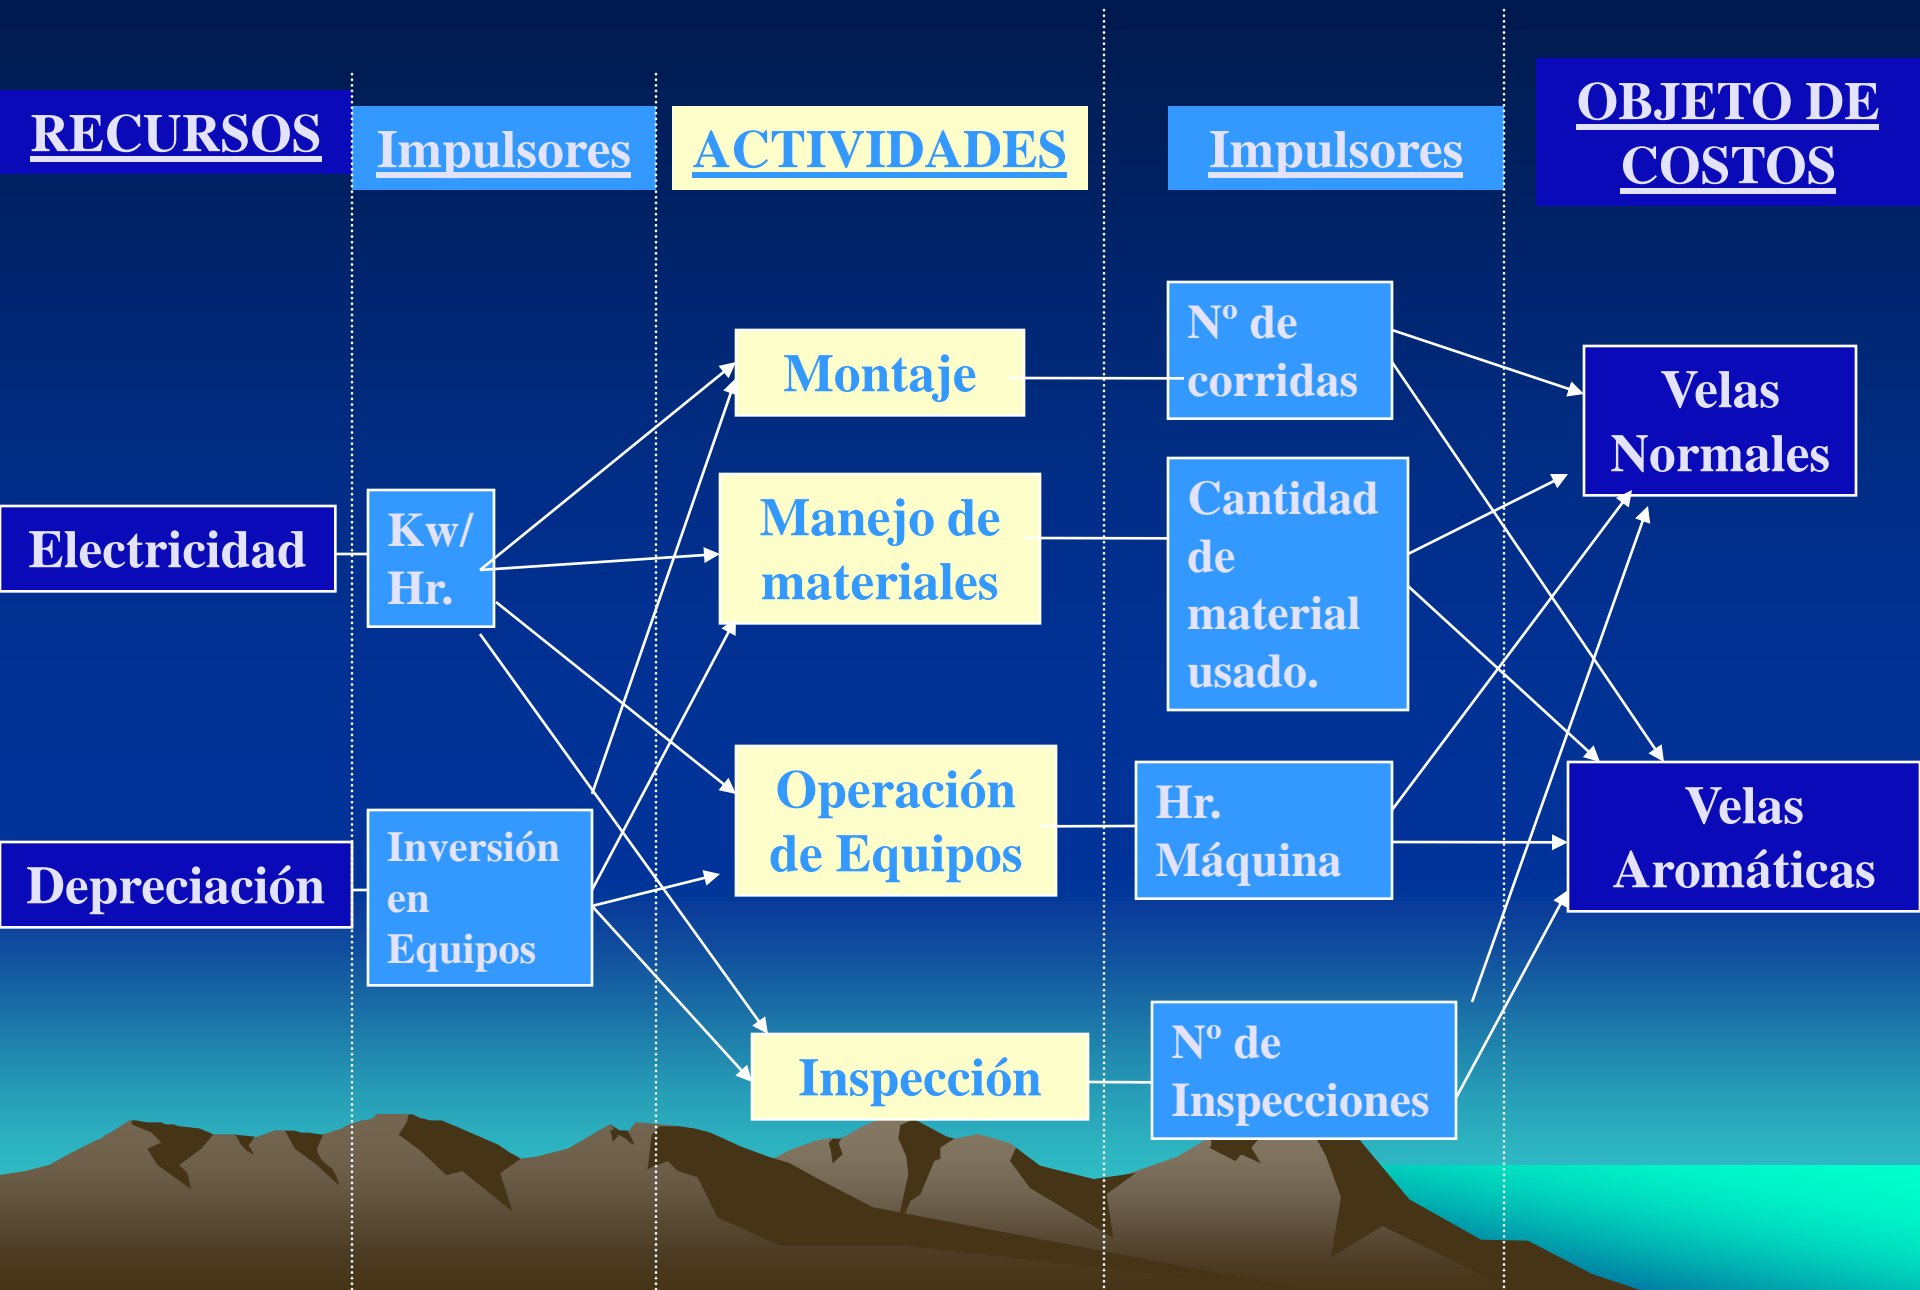 RECURSOS
Impulsores
ACTIVIDADES
Impulsores
OBJETO DE
COSTOS
Electricidad
Depreciación
Kw/
Hr.
Inversión
en
Equipos
Montaje
Manejo de
materiales
Operación
de Equipos
Inspección
Nº de
corridas
Cantidad
de
material
usado.
Hr.
Máquina
Nº de
Inspecciones
Velas
Normales
Velas
Aromáticas